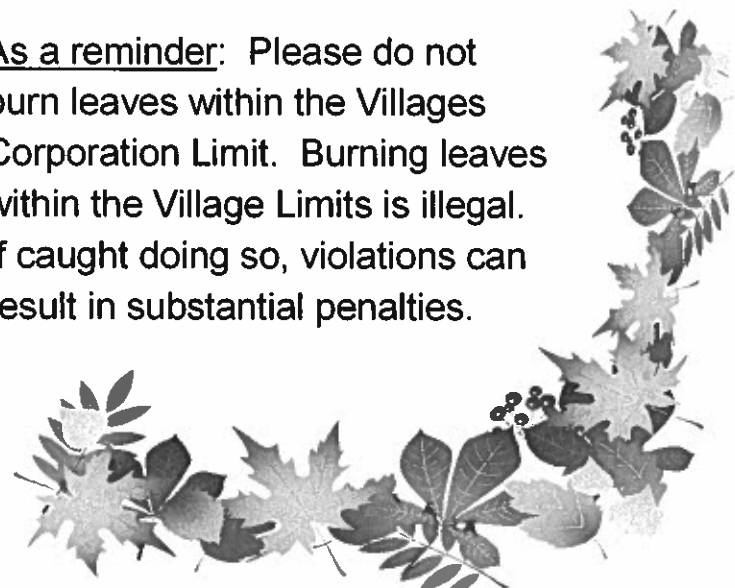 As a reminder: Please do not
burn leaves within the Villages
Corporation Limit. Burning leaves
within the Village Limits is illegal.
If caught doing so, violations can
result in substantial penalties.